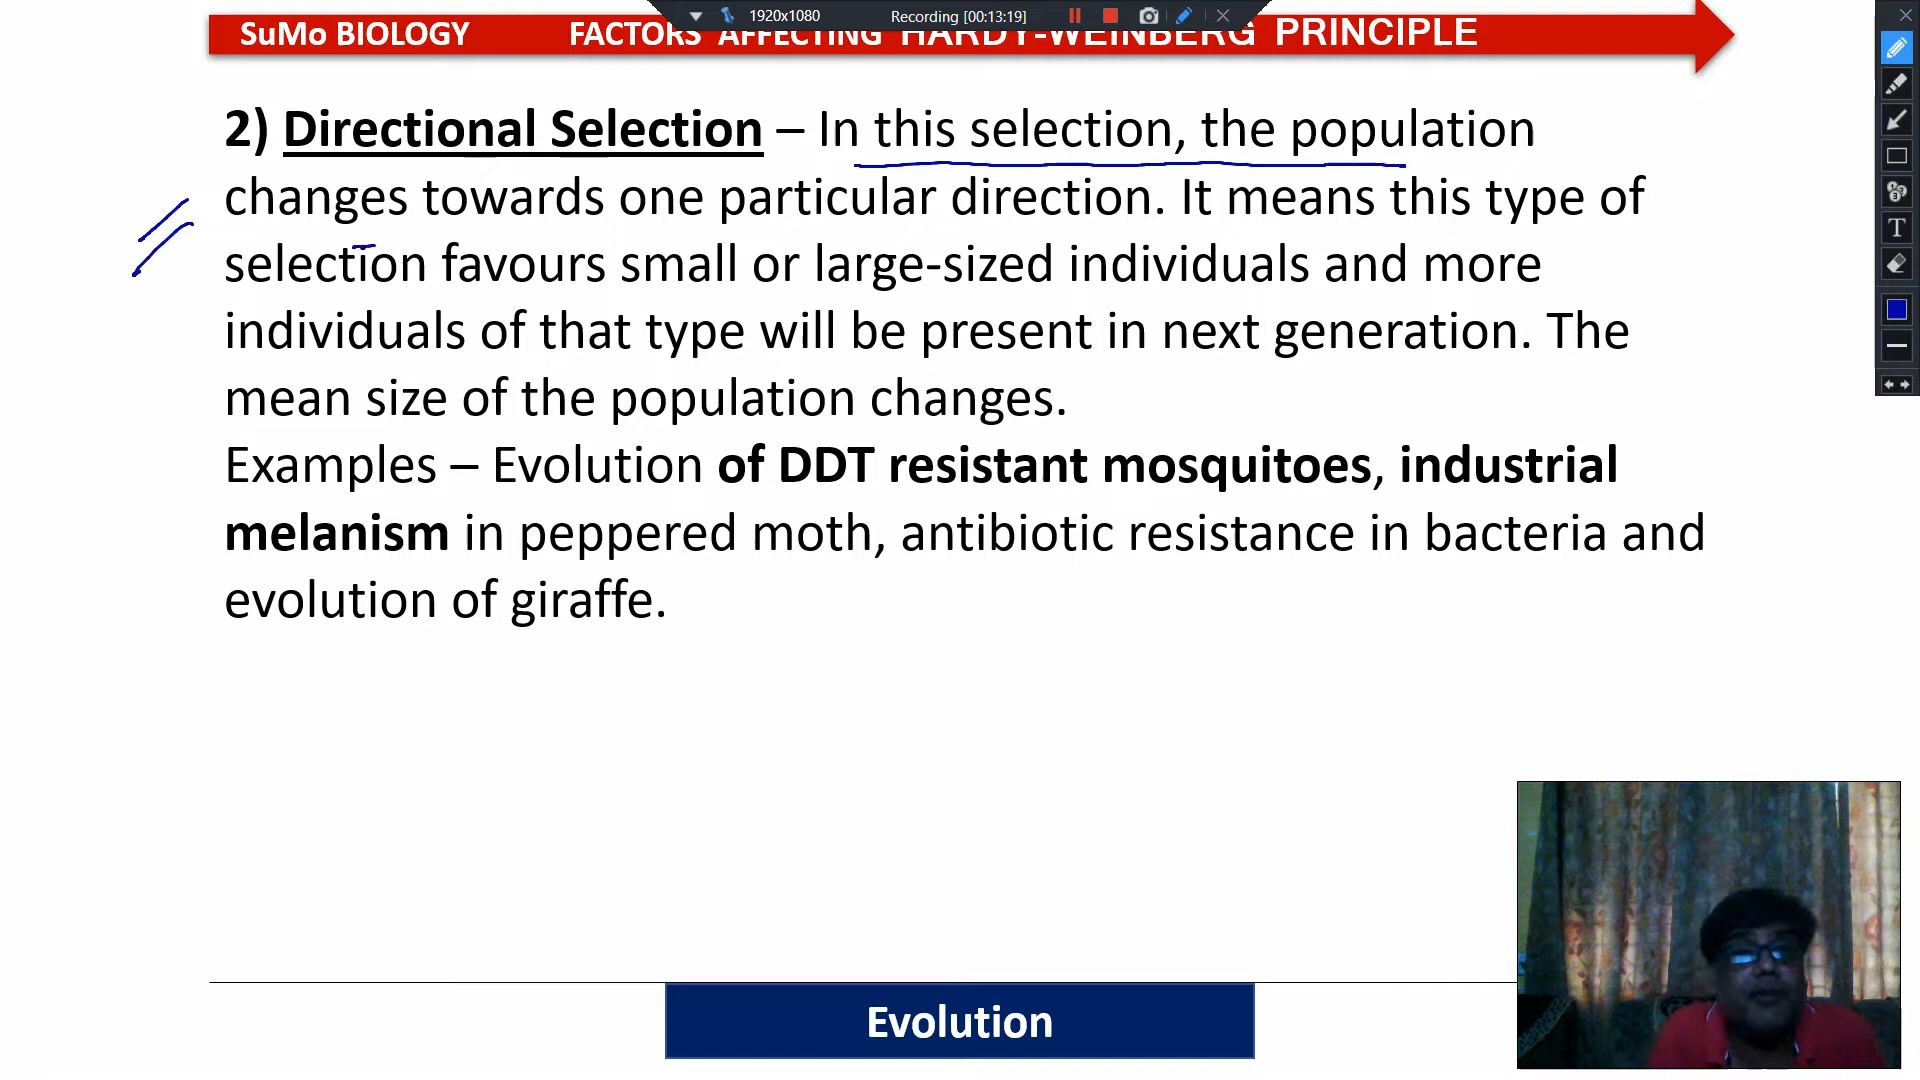 1920x1080 Recording [00:13:19]
SuMo BIOLOGY FACTORS AFFECTING HARDY-WEINBERG PRINCIPLE
2) Directional Selection – In this selection, the population
changes towards one particular direction. It means this type of
selection favours small or large-sized individuals and more
individuals of that type will be present in next generation. The
mean size of the population changes.
Examples – Evolution of DDT resistant mosquitoes, industrial
melanism in peppered moth, antibiotic resistance in bacteria and
evolution of giraffe.
Evolution